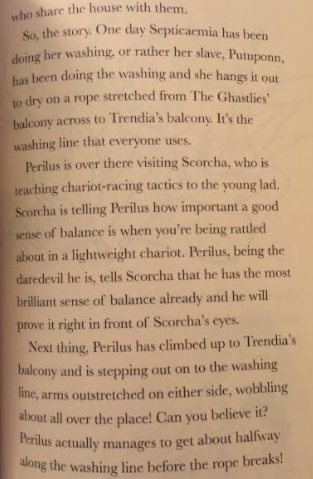 who share the house with them.
So, the story. One day Septicaemia has been
doing her washing, or rather her slave, Putuponn,
has been doing the washing and she hangs it out
to dry on a rope stretched from The Ghastlies'
balcony across to Trendia's balcony. It's the
washing line that everyone uses.
Perilus is over there visiting Scorcha, who is
teaching chariot-racing tactics to the young lad.
Scorcha is telling Perilus how important a good
sense of balance is when you're being rattled
about in a lightweight chariot. Perilus, being the
daredevil he is, tells Scorcha that he has the most
brilliant sense of balance already and he will
prove it right in front of Scorcha's eyes.
Next thing, Perilus has climbed up to Trendia's
balcony and is stepping out on to the washing
line, arms outstretched on either side, wobbling
about all over the place! Can you believe it?
Perilus actually manages to get about halfway
along the washing line before the rope breaks!